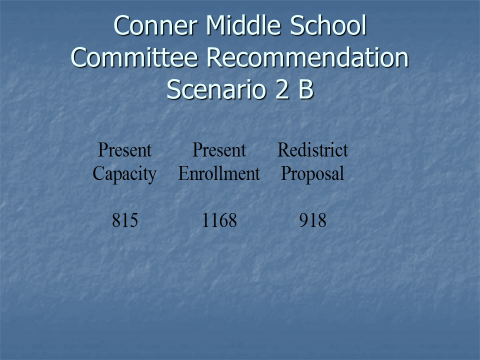 Conner Middle School
Committee Recommendation
Scenario 2 B
Present Present Redistrict
Capacity Enrollment Proposal
815 1168 918